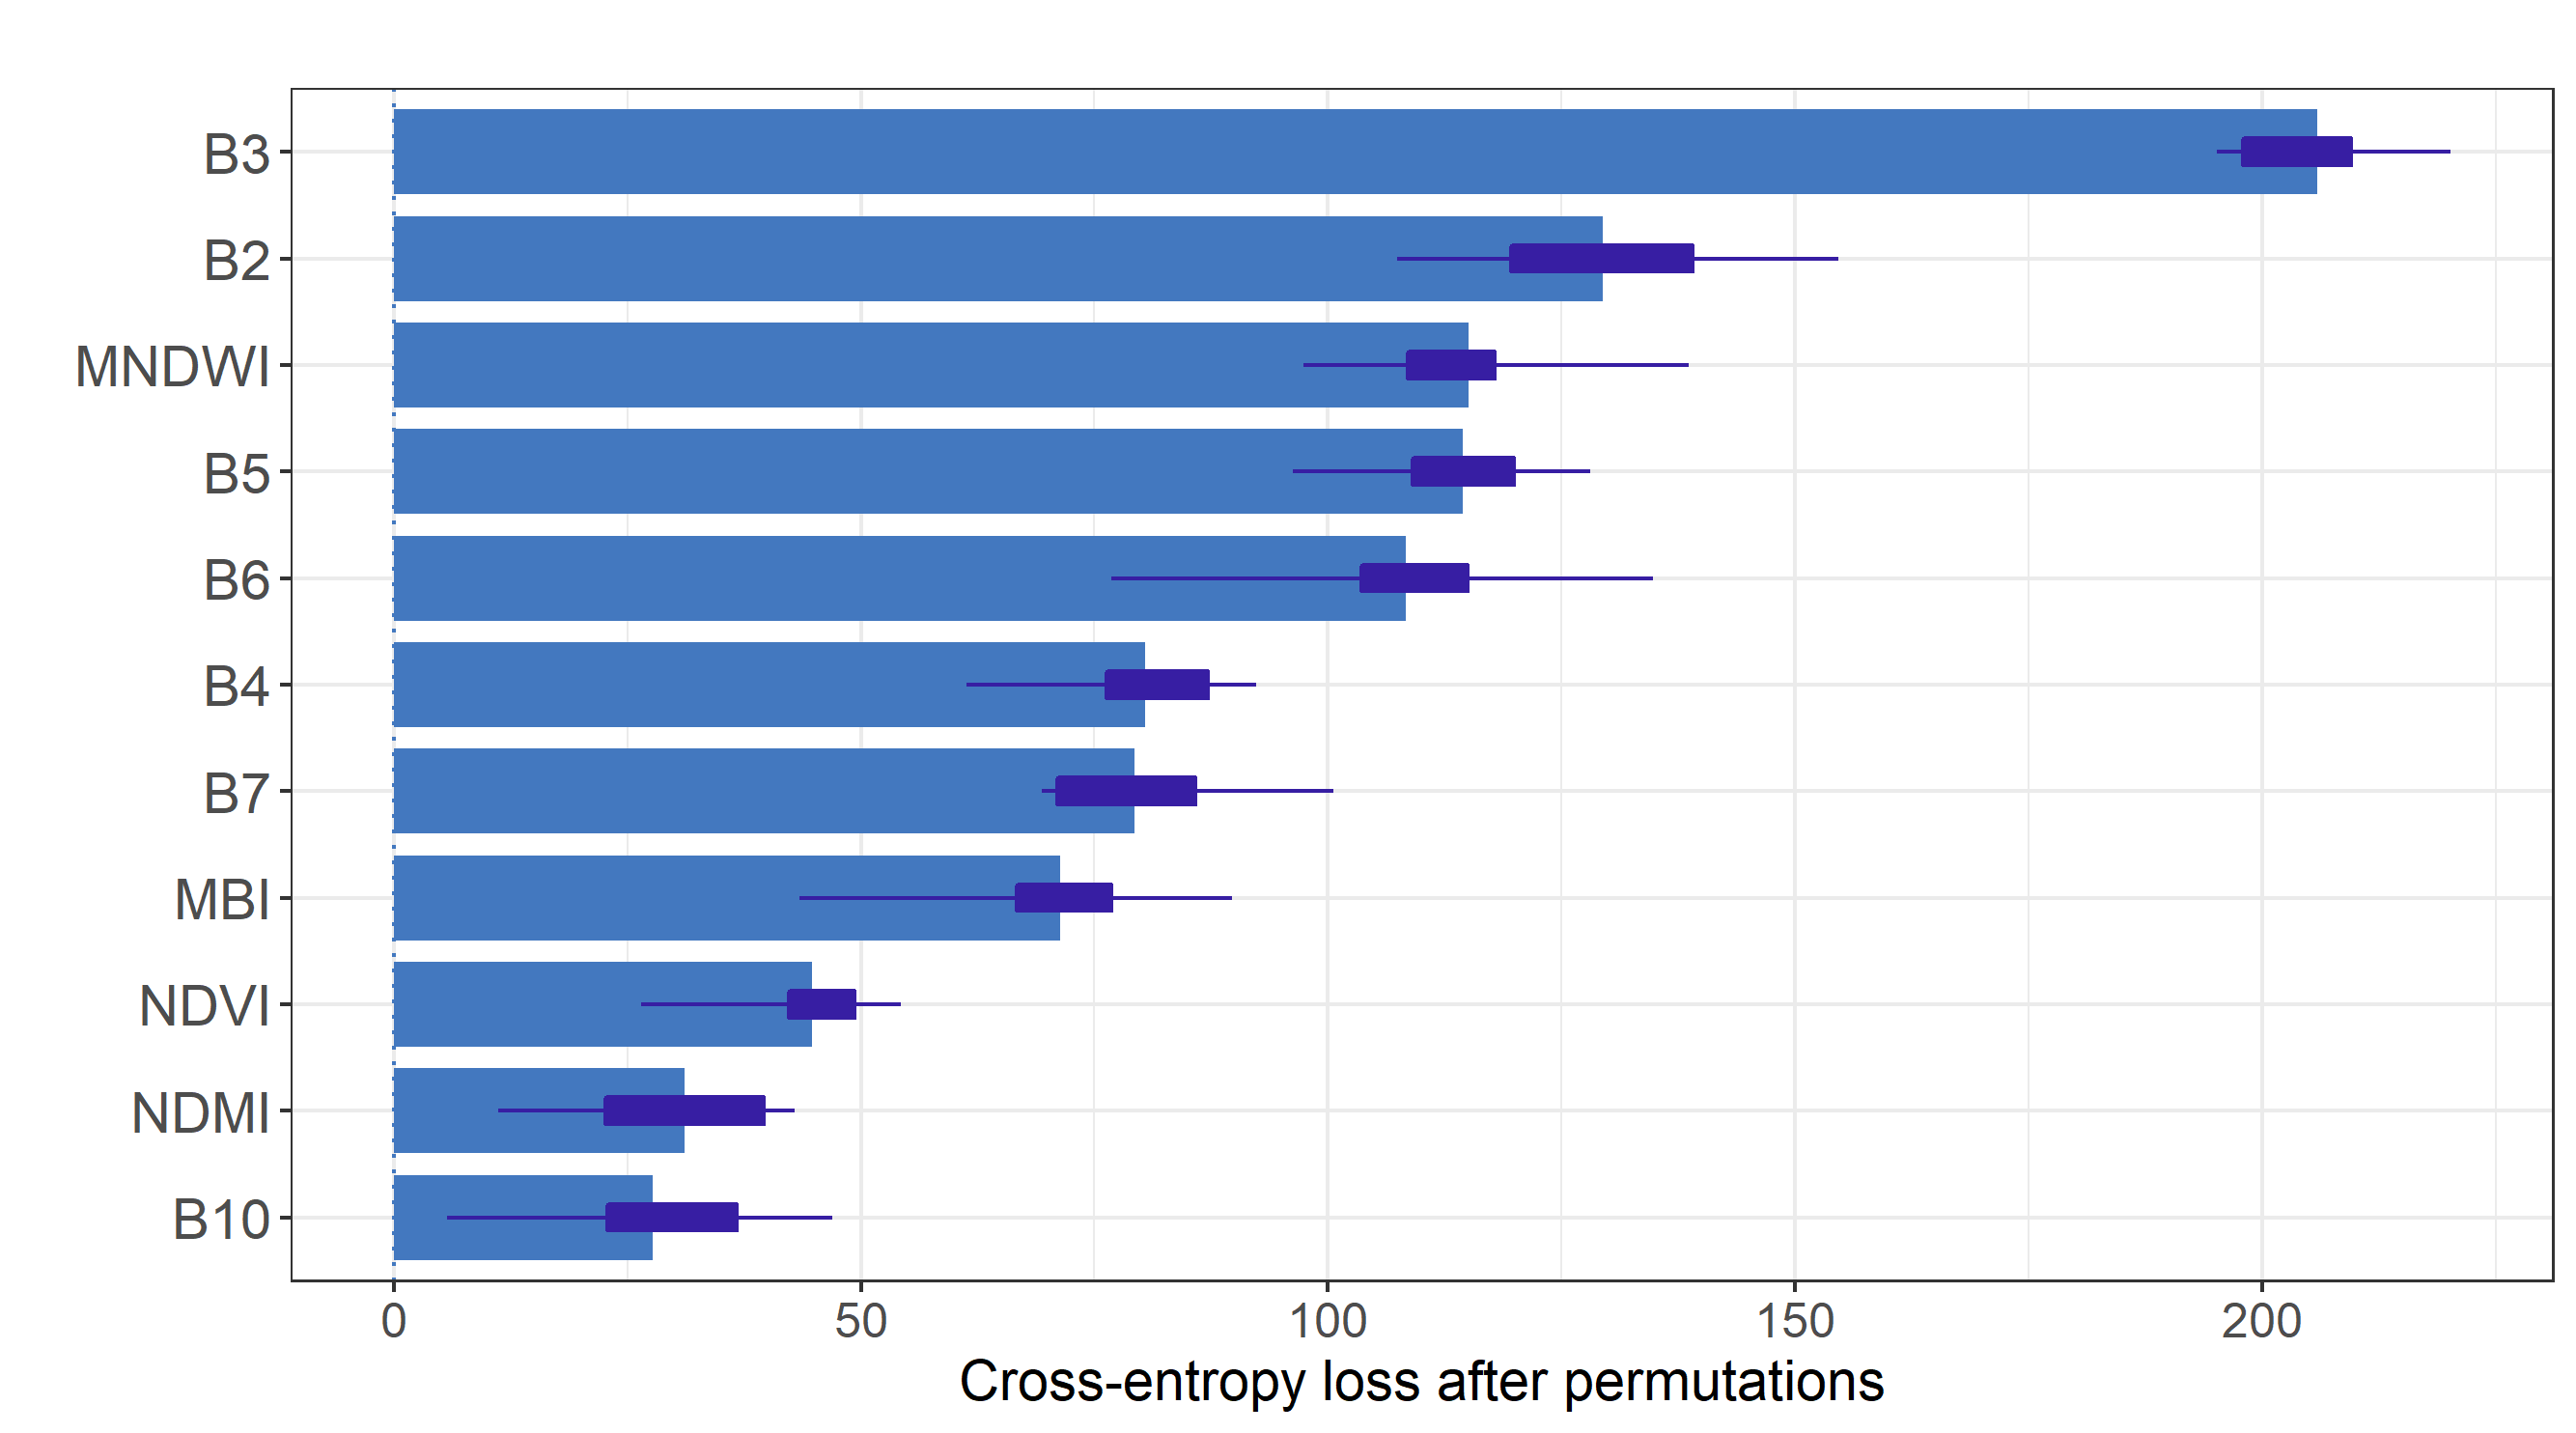 B3
B2
MNDWI
B5
B6
B4
B7
MBI
NDVI
NDMI
B10
0 50 100 150 200
Cross-entropy loss after permutations